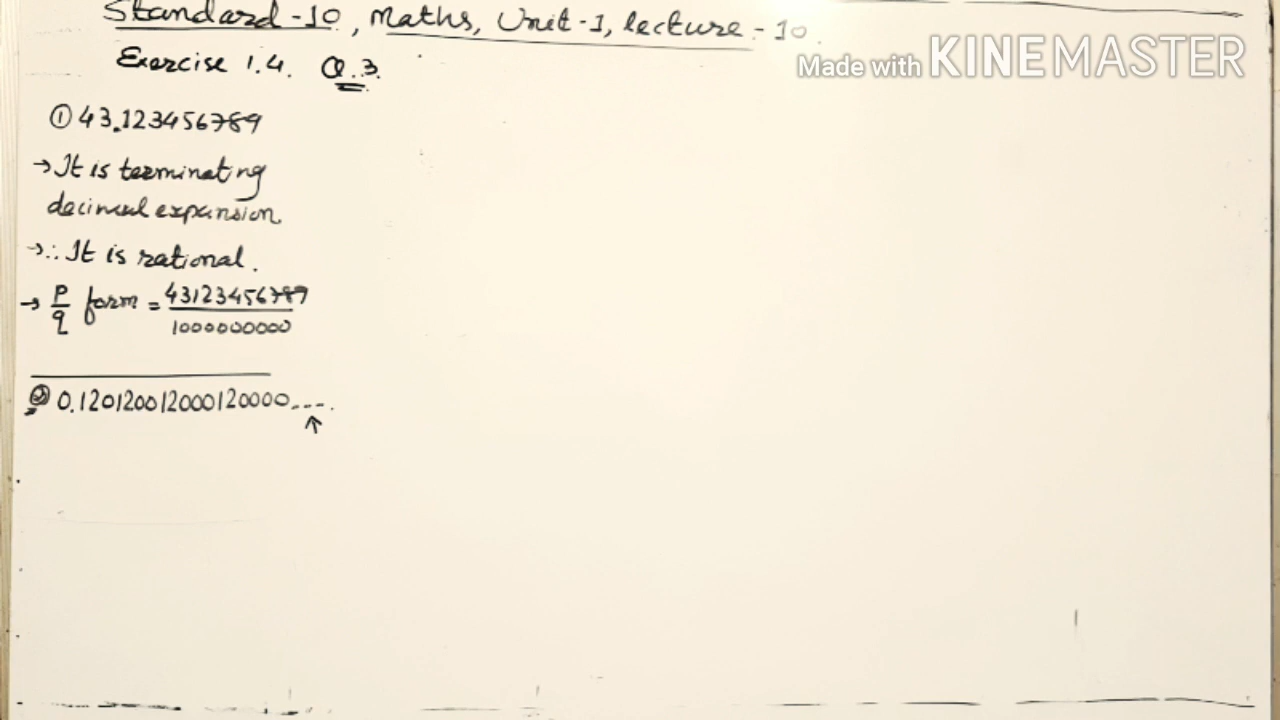 Standard-10, Maths, Unit-1, lecture-10.
Made with KINEMASTER
Exercise 1.4. Q.3.
① 43.123456789
→ It is terminating
decimal expansion.
→ ∴ It is rational.
→ p/q form = 43123456789/1000000000
② 0.120120012000120000....
↑